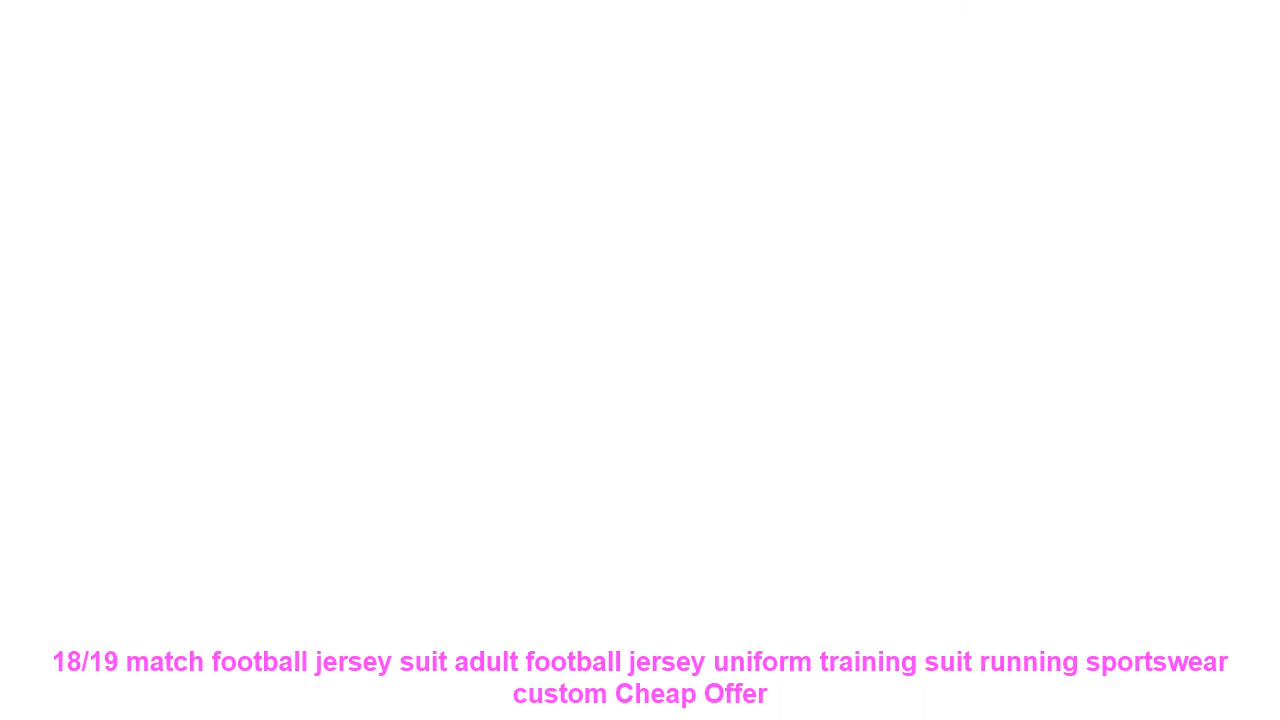 18/19 match football jersey suit adult football jersey uniform training suit running sportswear
custom Cheap Offer